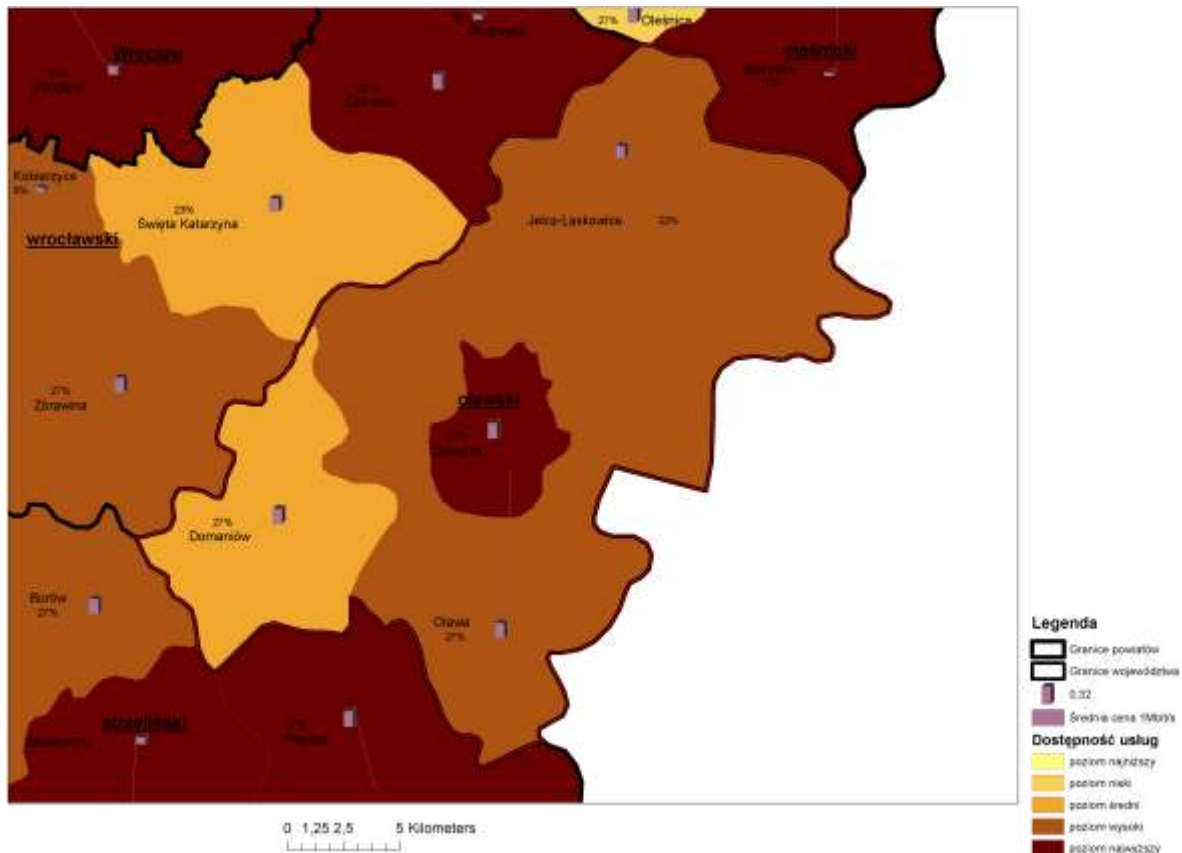 27% Oleśnica
Wrocław
oleśnicki
Kobierzyce
8%
23%
Święta Katarzyna
Jelcz-Laskowice 22%
wrocławski
27%
Żórawina
oławski
27%
Domaniów
Borów
27%
Oława
27%
strzeliński
Legenda
Granice powiatów
Granice województwa
0.32
Średnia cena 1Mbit/s
Dostępność usług
poziom najniższy
poziom niski
poziom średni
poziom wysoki
poziom najwyższy
0 1,25 2,5 5 Kilometers